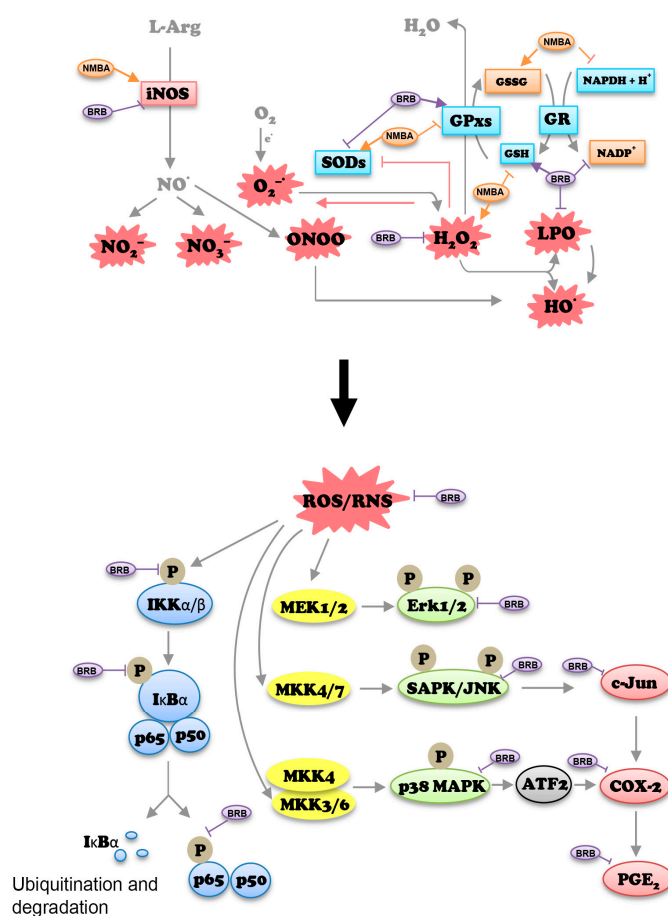 L-Arg
H₂O
NMBA
NMBA
iNOS
GSSG
NAPDH + H⁺
BRB
BRB
O₂
GPxs
GR
e⁻
NMBA
SODs
GSH
NADP⁺
NO˙
O₂⁻˙
BRB
NMBA
NO₂⁻
NO₃⁻
ONOO
BRB
H₂O₂
LPO
HO˙
ROS/RNS
BRB
BRB
P
P
P
IKKα/β
MEK1/2
Erk1/2
BRB
BRB
P
P
P
BRB
BRB
IκBα
MKK4/7
SAPK/JNK
c-Jun
p65
p50
P
BRB
BRB
MKK4
MKK3/6
p38 MAPK
ATF2
COX-2
BRB
IκBα
P
BRB
p65
p50
PGE₂
Ubiquitination and
degradation